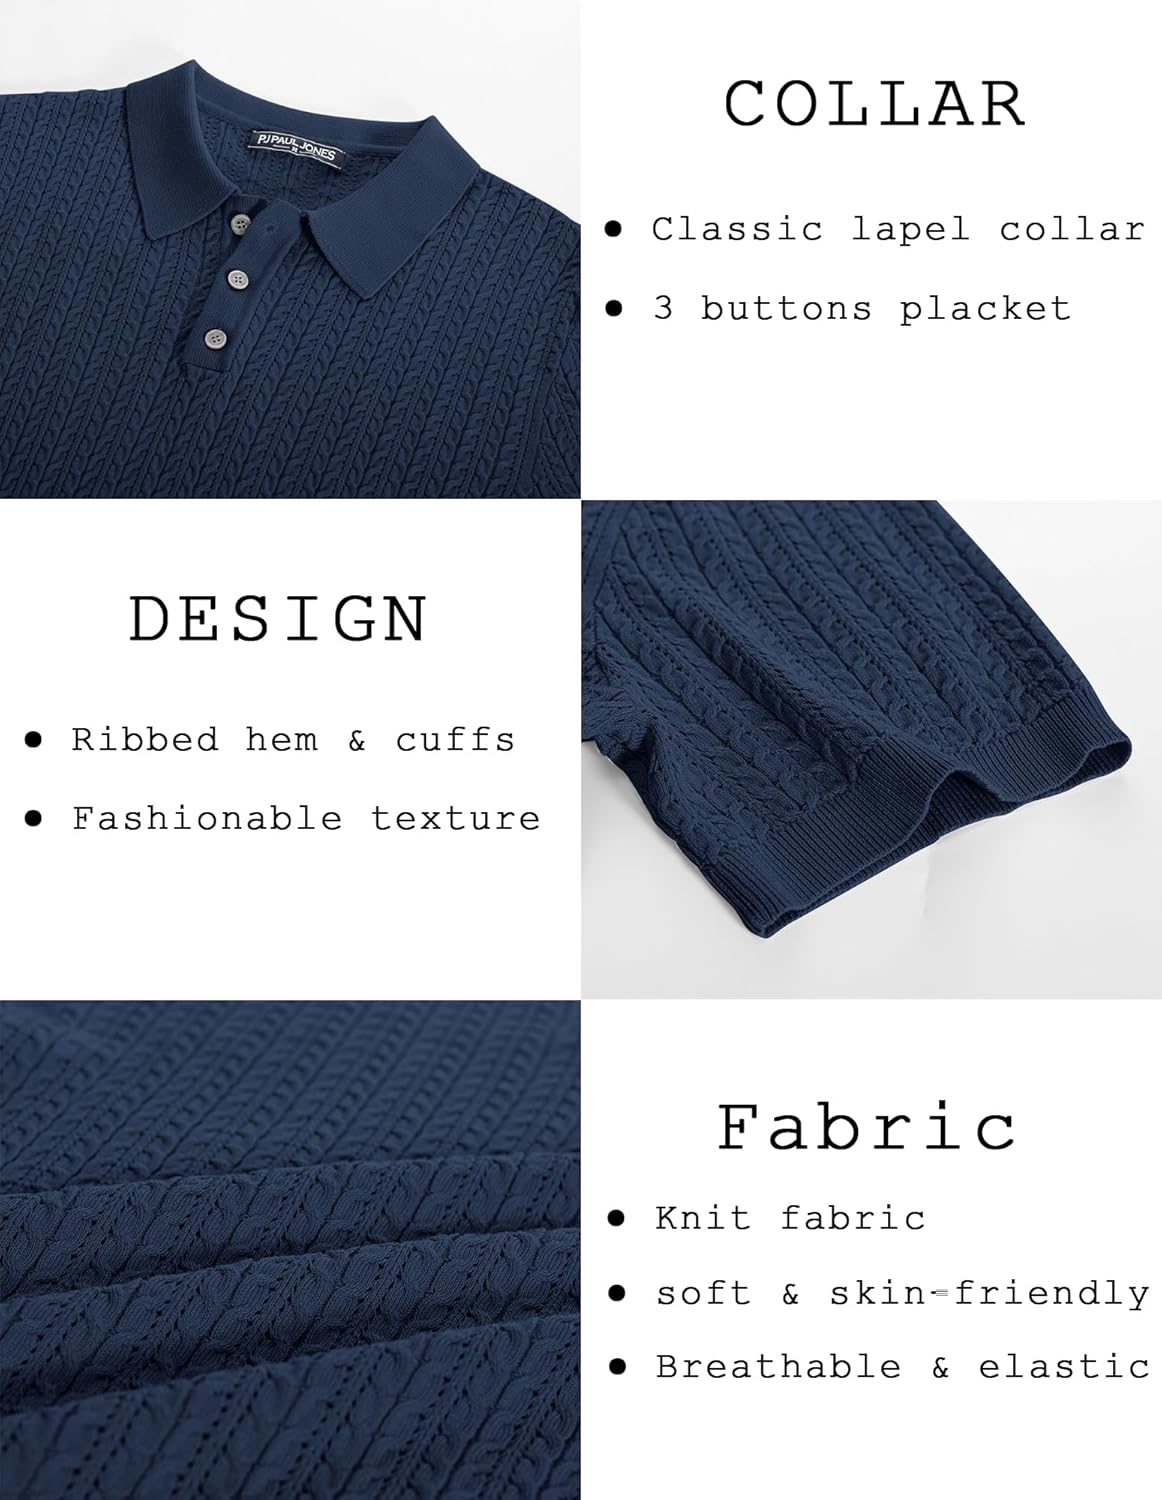 PJ PAUL JONES
COLLAR
● Classic lapel collar
● 3 buttons placket
DESIGN
● Ribbed hem & cuffs
● Fashionable texture
Fabric
● Knit fabric
● soft & skin-friendly
● Breathable & elastic